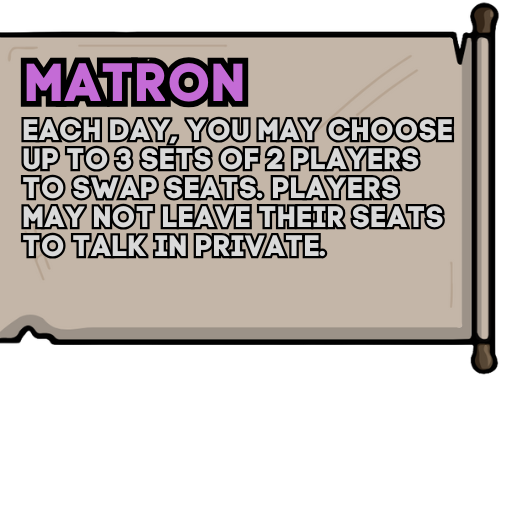 MATRON
EACH DAY, YOU MAY CHOOSE
UP TO 3 SETS OF 2 PLAYERS
TO SWAP SEATS. PLAYERS
MAY NOT LEAVE THEIR SEATS
TO TALK IN PRIVATE.